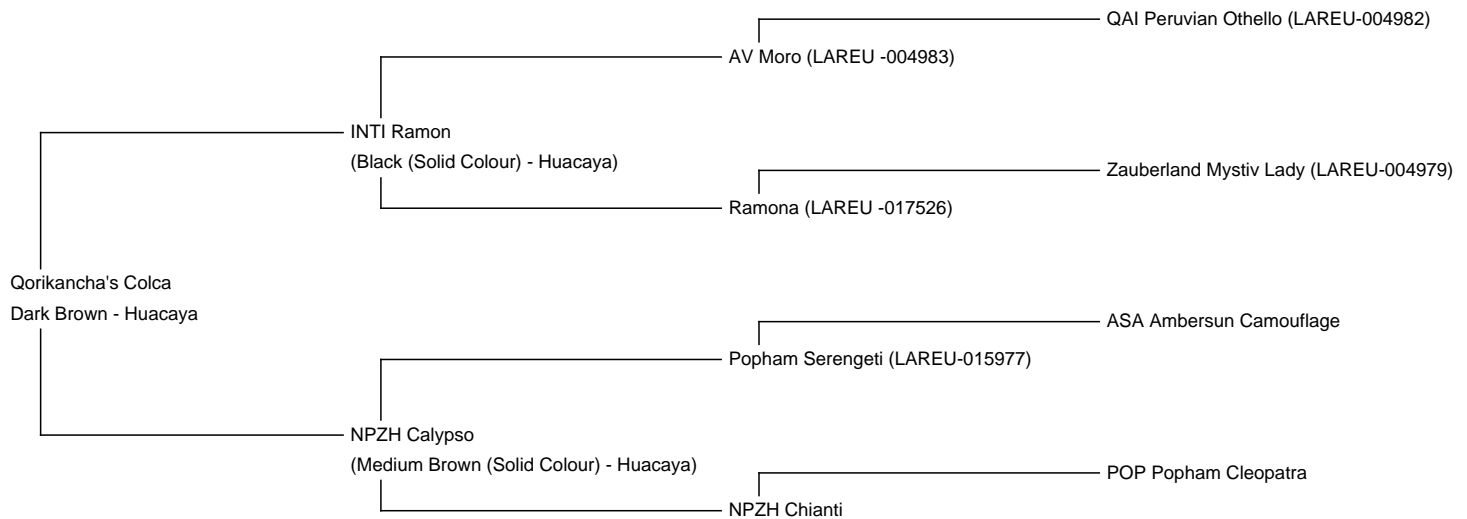 QAI Peruvian Othello (LAREU-004982)
AV Moro (LAREU -004983)
INTI Ramon
(Black (Solid Colour) - Huacaya)
Zauberland Mystiv Lady (LAREU-004979)
Ramona (LAREU -017526)
Qorikancha's Colca
Dark Brown - Huacaya
ASA Ambersun Camouflage
Popham Serengeti (LAREU-015977)
NPZH Calypso
(Medium Brown (Solid Colour) - Huacaya)
POP Popham Cleopatra
NPZH Chianti